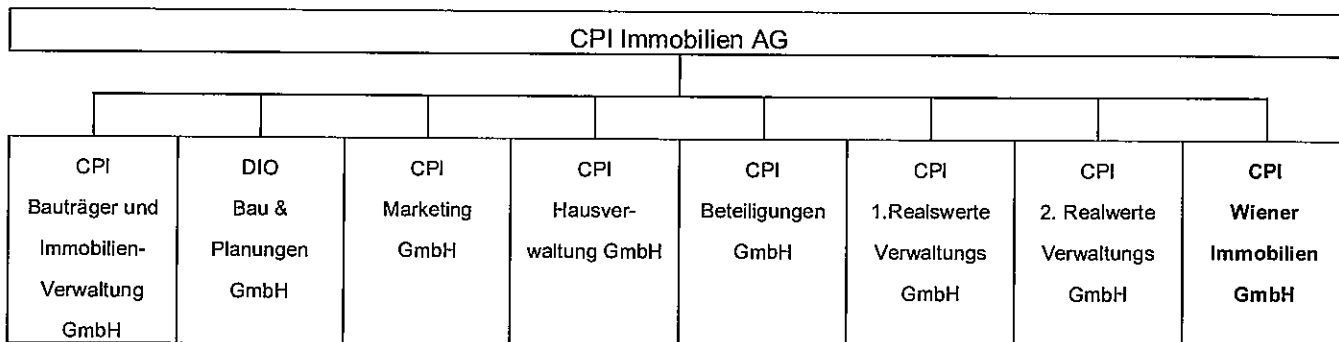 CPI Immobilien AG
CPI
Bauträger und
Immobilien-
Verwaltung
GmbH
DIO
Bau &
Planungen
GmbH
CPI
Marketing
GmbH
CPI
Hausver-
waltung GmbH
CPI
Beteiligungen
GmbH
CPI
1.Realswerte
Verwaltungs
GmbH
CPI
2. Realwerte
Verwaltungs
GmbH
CPI
Wiener
Immobilien
GmbH